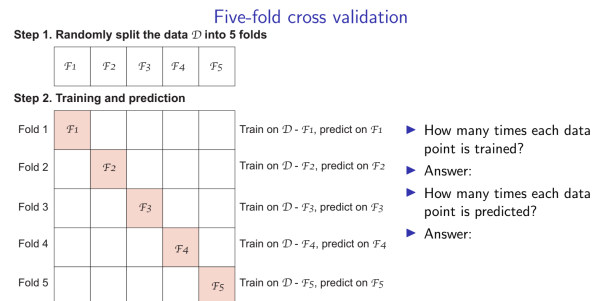 Five-fold cross validation
Step 1. Randomly split the data 𝒟 into 5 folds
ℱ1 ℱ2 ℱ3 ℱ4 ℱ5
Step 2. Training and prediction
Fold 1 ℱ1 Train on 𝒟 - ℱ1, predict on ℱ1
Fold 2 ℱ2 Train on 𝒟 - ℱ2, predict on ℱ2
Fold 3 ℱ3 Train on 𝒟 - ℱ3, predict on ℱ3
Fold 4 ℱ4 Train on 𝒟 - ℱ4, predict on ℱ4
Fold 5 ℱ5 Train on 𝒟 - ℱ5, predict on ℱ5
How many times each data
point is trained?
Answer:
How many times each data
point is predicted?
Answer: